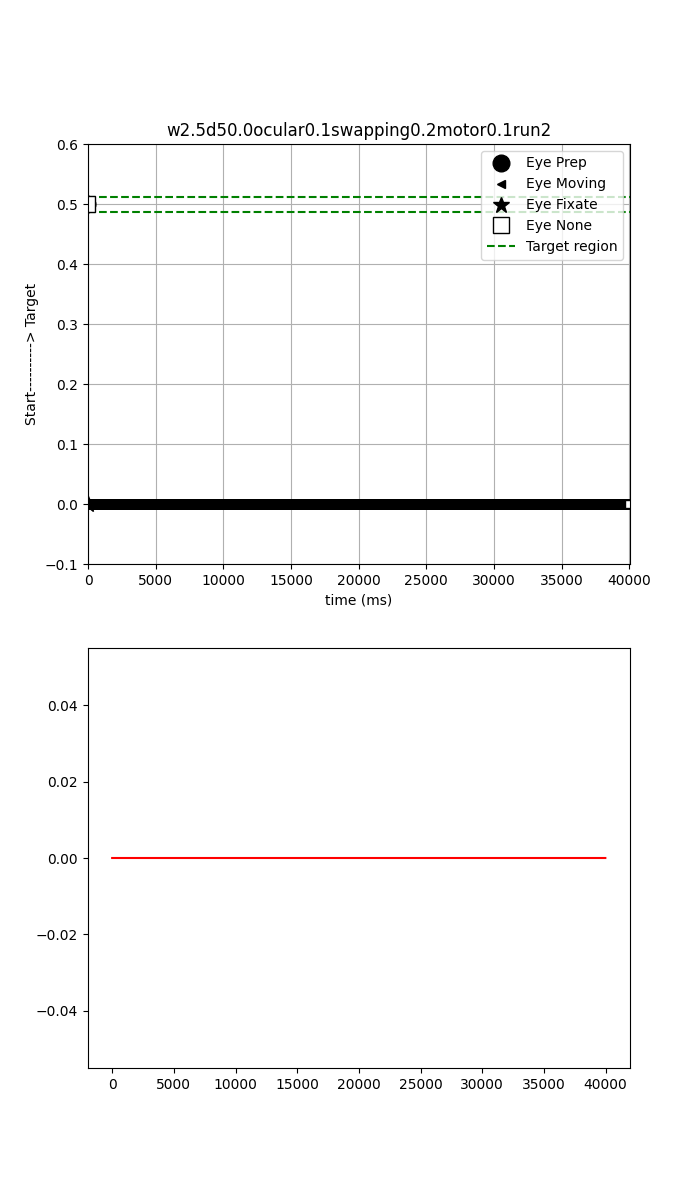 w2.5d50.0ocular0.1swapping0.2motor0.1run2
0.6
0.5
0.4
0.3
0.2
0.1
0.0
−0.1
Start----------> Target
Eye Prep
Eye Moving
Eye Fixate
Eye None
Target region
0 5000 10000 15000 20000 25000 30000 35000 40000
time (ms)
0.04
0.02
0.00
−0.02
−0.04
0 5000 10000 15000 20000 25000 30000 35000 40000